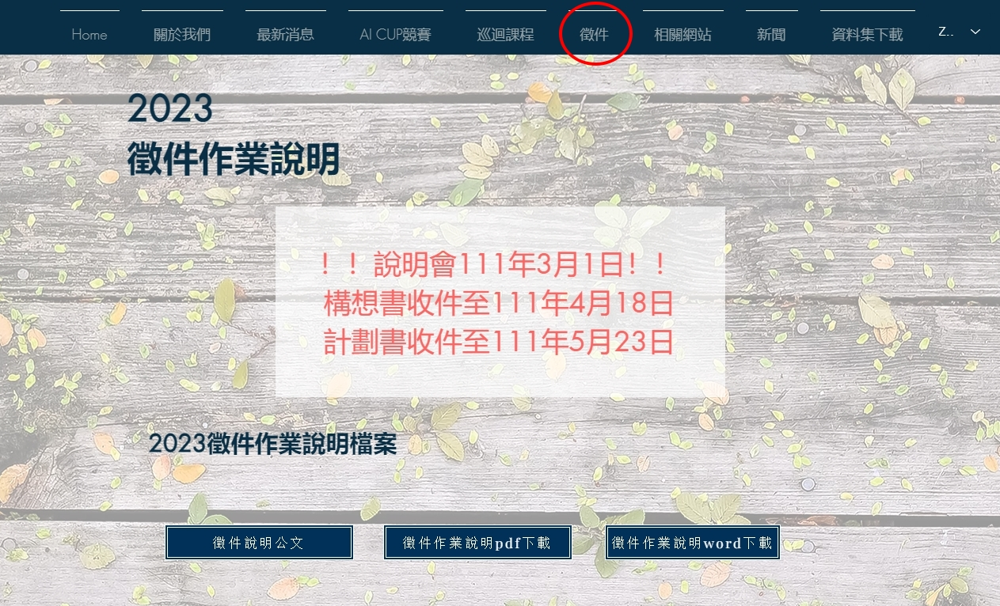 Home 關於我們 最新消息 AI CUP競賽 巡迴課程 徵件 相關網站 新聞 資料集下載 Z..
2023
徵件作業說明
！！說明會111年3月1日！！
構想書收件至111年4月18日
計劃書收件至111年5月23日
2023徵件作業說明檔案
徵件說明公文 徵件作業說明pdf下載 徵件作業說明word下載